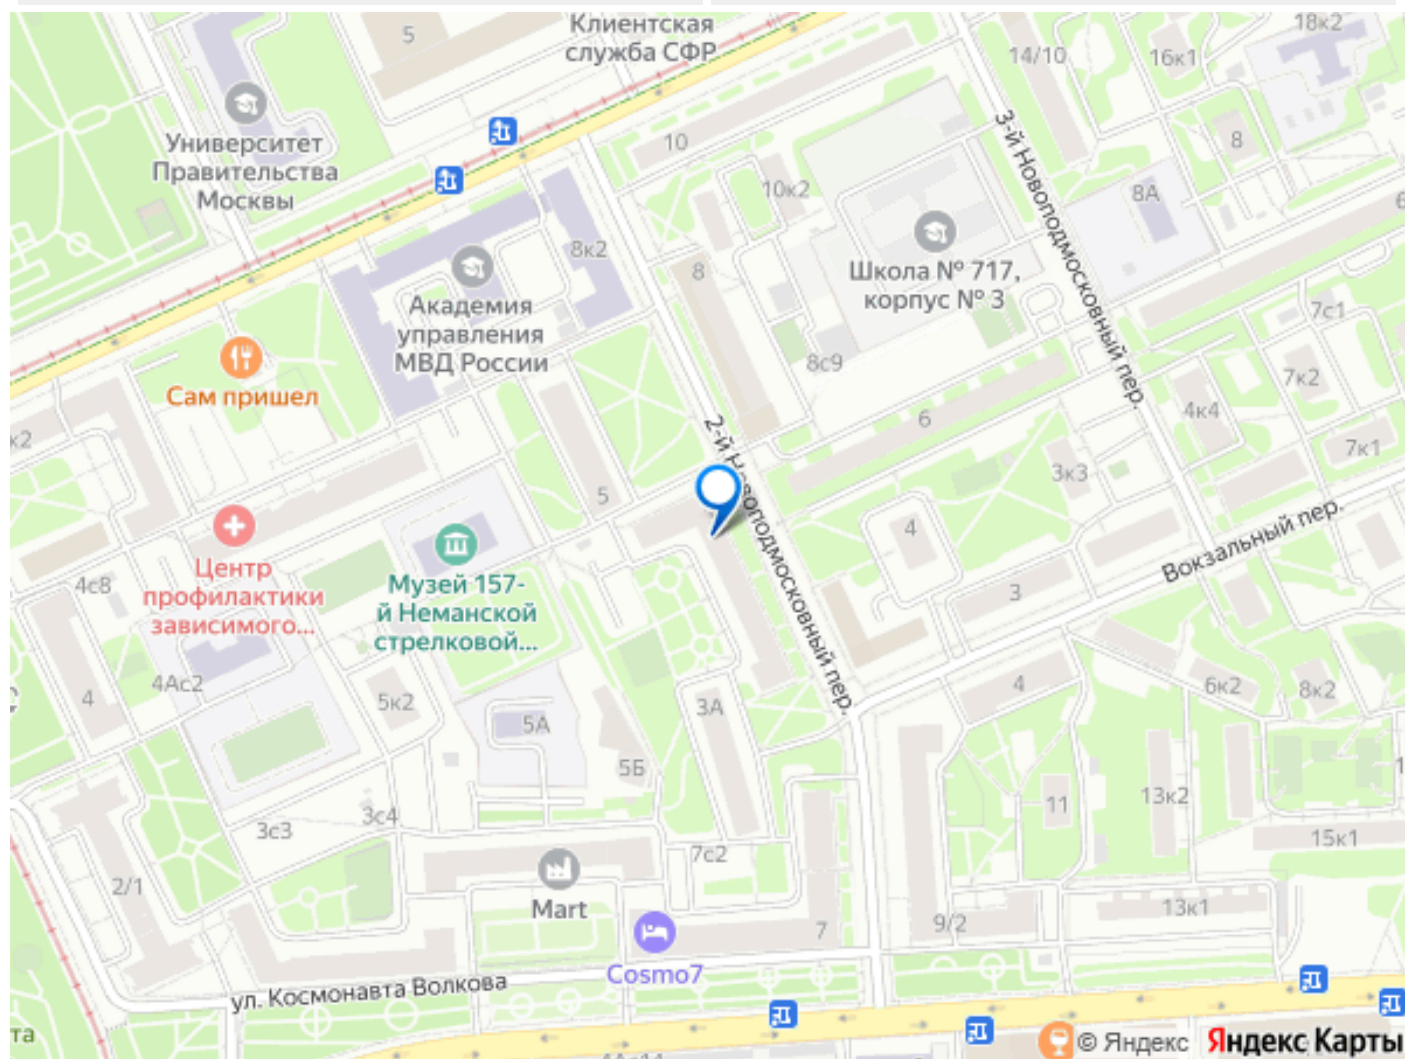 5
Клиентская
служба СФР
18к2
14/10
16к1
Университет
Правительства
Москвы
10
10к2
3-й Новоподмосковный пер.
8
8А
8к2
8
Школа № 717,
корпус № 3
Академия
управления
МВД России
8с9
7с1
7к2
Сам пришел
к2
2-й Новоподмосковный пер.
6
4к4
7к1
3к3
5
4
Вокзальный пер.
Центр
профилактики
зависимого...
4с8
Музей 157-
й Неманской
стрелковой...
3
4
4Ас2
5к2
5А
3А
4
6к2
8к2
5Б
11
13к2
3с3
3с4
7с2
15к1
2/1
Mart
13к1
9/2
7
Cosmo7
ул. Космонавта Волкова
та
© Яндекс
Яндекс Карты